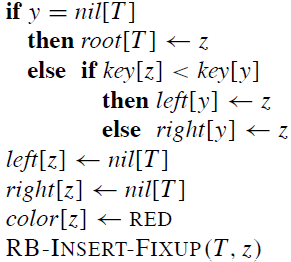 if y = nil[T]
then root[T] ← z
else if key[z] < key[y]
then left[y] ← z
else right[y] ← z
left[z] ← nil[T]
right[z] ← nil[T]
color[z] ← RED
RB-INSERT-FIXUP(T, z)